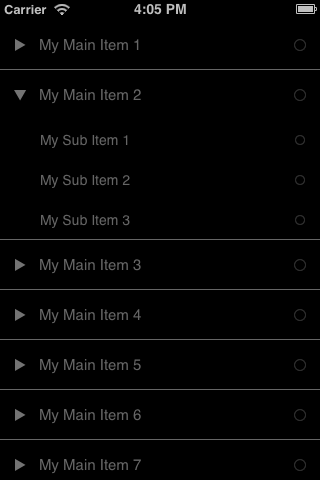 Carrier 4:05 PM
My Main Item 1
My Main Item 2
My Sub Item 1
My Sub Item 2
My Sub Item 3
My Main Item 3
My Main Item 4
My Main Item 5
My Main Item 6
My Main Item 7